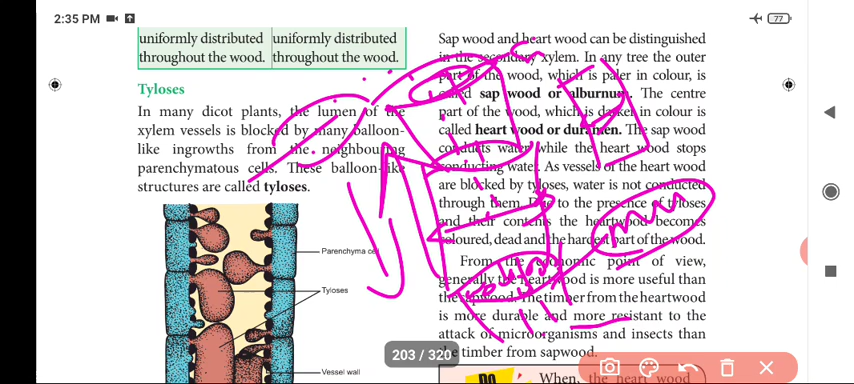 2:35 PM
77
uniformly distributed uniformly distributed
throughout the wood. throughout the wood.
Tyloses
In many dicot plants, the lumen of the
xylem vessels is blocked by many balloon-
like ingrowths from the neighbouring
parenchymatous cells. These balloon-like
structures are called tyloses.
Parenchyma cell
Tyloses
Vessel wall
Sap wood and heart wood can be distinguished
in the secondary xylem. In any tree the outer
part of the wood, which is paler in colour, is
called sap wood or alburnum. The centre
part of the wood, which is darker in colour is
called heart wood or duramen. The sap wood
conducts water while the heart wood stops
conducting water. As vessels of the heart wood
are blocked by tyloses, water is not conducted
through them. Due to the presence of tyloses
and their contents the heartwood becomes
coloured, dead and the hardest part of the wood.
From the economic point of view,
generally the heartwood is more useful than
the sapwood. The timber from the heartwood
is more durable and more resistant to the
attack of microorganisms and insects than
the timber from sapwood.
203 / 320
DO
When the heart wood